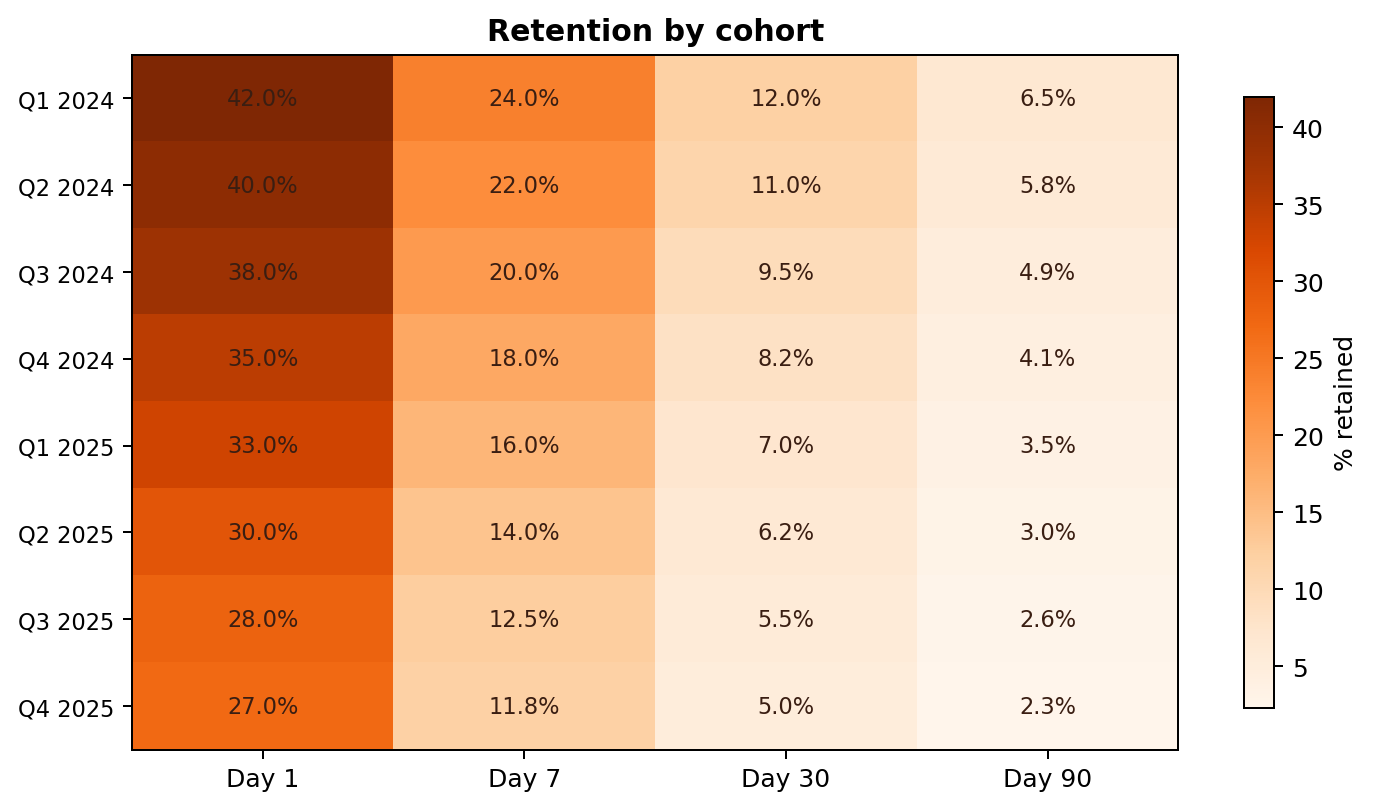 Retention by cohort
Q1 2024 42.0% 24.0% 12.0% 6.5%
Q2 2024 40.0% 22.0% 11.0% 5.8%
Q3 2024 38.0% 20.0% 9.5% 4.9%
Q4 2024 35.0% 18.0% 8.2% 4.1%
Q1 2025 33.0% 16.0% 7.0% 3.5%
Q2 2025 30.0% 14.0% 6.2% 3.0%
Q3 2025 28.0% 12.5% 5.5% 2.6%
Q4 2025 27.0% 11.8% 5.0% 2.3%
Day 1 Day 7 Day 30 Day 90
40
35
30
25
20
15
10
5
% retained